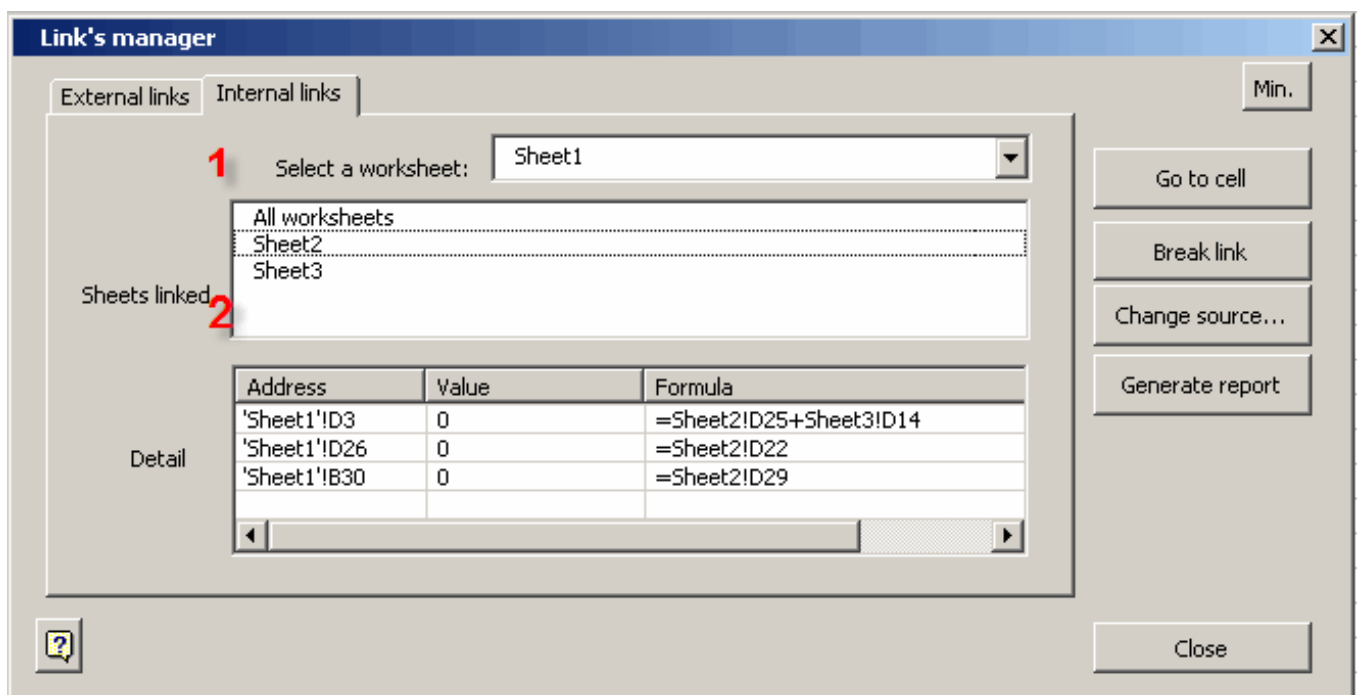 Link's manager
External links
Internal links
Min.
1
Select a worksheet:
Sheet1
Go to cell
All worksheets
Sheet2
Sheet3
Break link
Sheets linked
2
Change source...
Generate report
Address Value Formula
'Sheet1'!D3 0 =Sheet2!D25+Sheet3!D14
'Sheet1'!D26 0 =Sheet2!D22
'Sheet1'!B30 0 =Sheet2!D29
Detail
?
Close